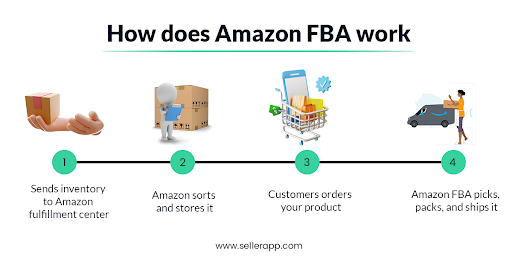 How does Amazon FBA work
1
2
3
4
Sends inventory
to Amazon
fulfillment center
Amazon sorts
and stores it
Customers orders
your product
Amazon FBA picks,
packs, and ships it
www.sellerapp.com